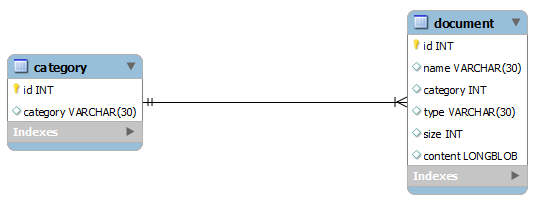 category
id INT
category VARCHAR(30)
Indexes
document
id INT
name VARCHAR(30)
category INT
type VARCHAR(30)
size INT
content LONGBLOB
Indexes